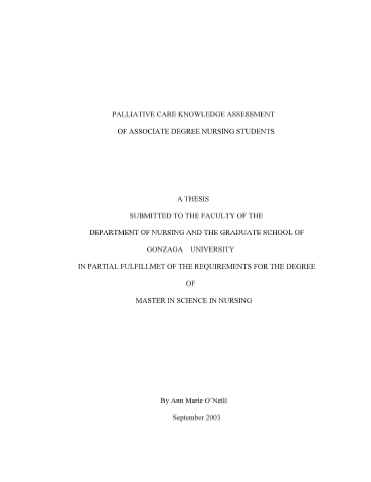 PALLIATIVE CARE KNOWLEDGE ASSESSMENT
OF ASSOCIATE DEGREE NURSING STUDENTS
A THESIS
SUBMITTED TO THE FACULTY OF THE
DEPARTMENT OF NURSING AND THE GRADUATE SCHOOL OF
GONZAGA UNIVERSITY
IN PARTIAL FULFILLMET OF THE REQUIREMENTS FOR THE DEGREE
OF
MASTER IN SCIENCE IN NURSING
By Ann Marie O'Neill
September 2003